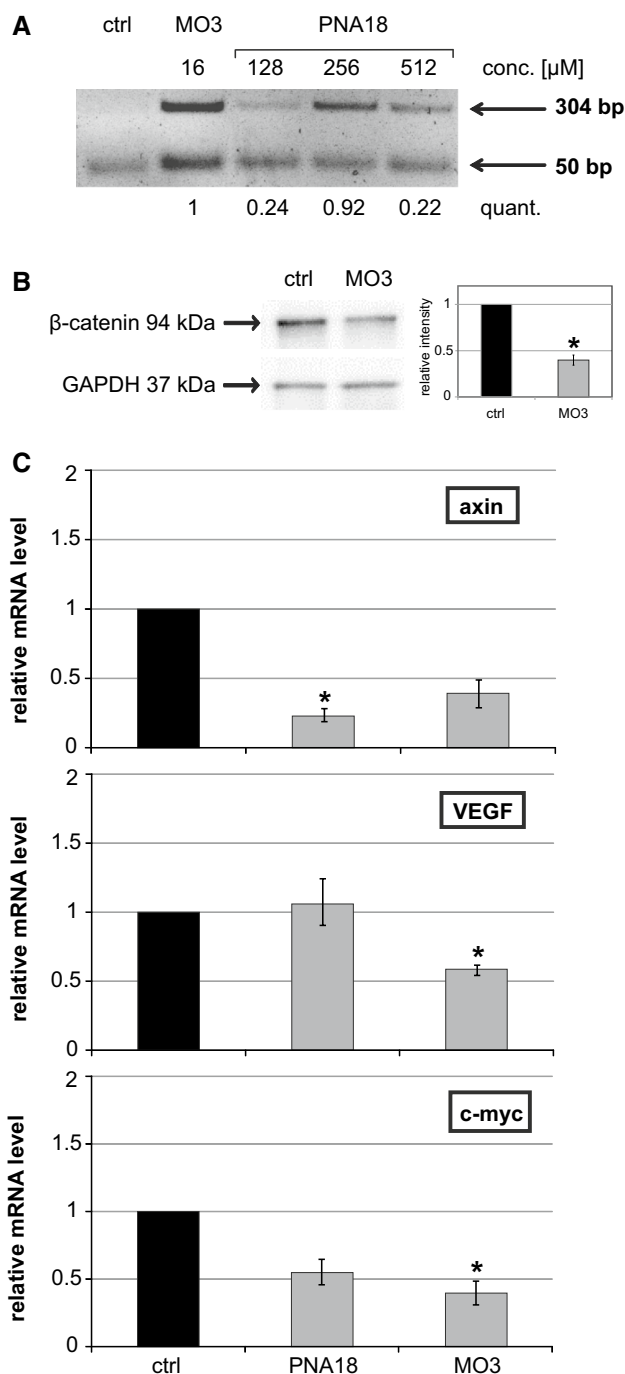 A
ctrl MO3 PNA18
16 128 256 512 conc. [µM]
304 bp
50 bp
1 0.24 0.92 0.22 quant.
B
ctrl MO3
β-catenin 94 kDa
GAPDH 37 kDa
relative intensity
1
0.5
0
*
ctrl MO3
C
relative mRNA level
2
1.5
1
0.5
0
axin
*
relative mRNA level
2
1.5
1
0.5
0
VEGF
*
relative mRNA level
2
1.5
1
0.5
0
c-myc
*
ctrl PNA18 MO3